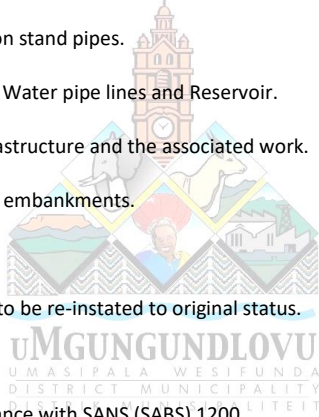 on stand pipes.
Water pipe lines and Reservoir.
astructure and the associated work.
embankments.
to be re-instated to original status.
uMGUNGUNDLOVU
UMASIPALA WESIFUNDA
DISTRICT MUNICIPALITY
DISTRIK MUNISIPALITEIT
ance with SANS (SABS) 1200